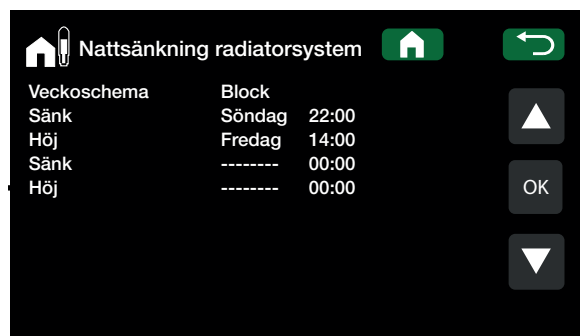 Nattsänkning radiatorsystem
Veckoschema Block
Sänk Söndag 22:00
Höj Fredag 14:00
Sänk -------- 00:00
Höj -------- 00:00
OK